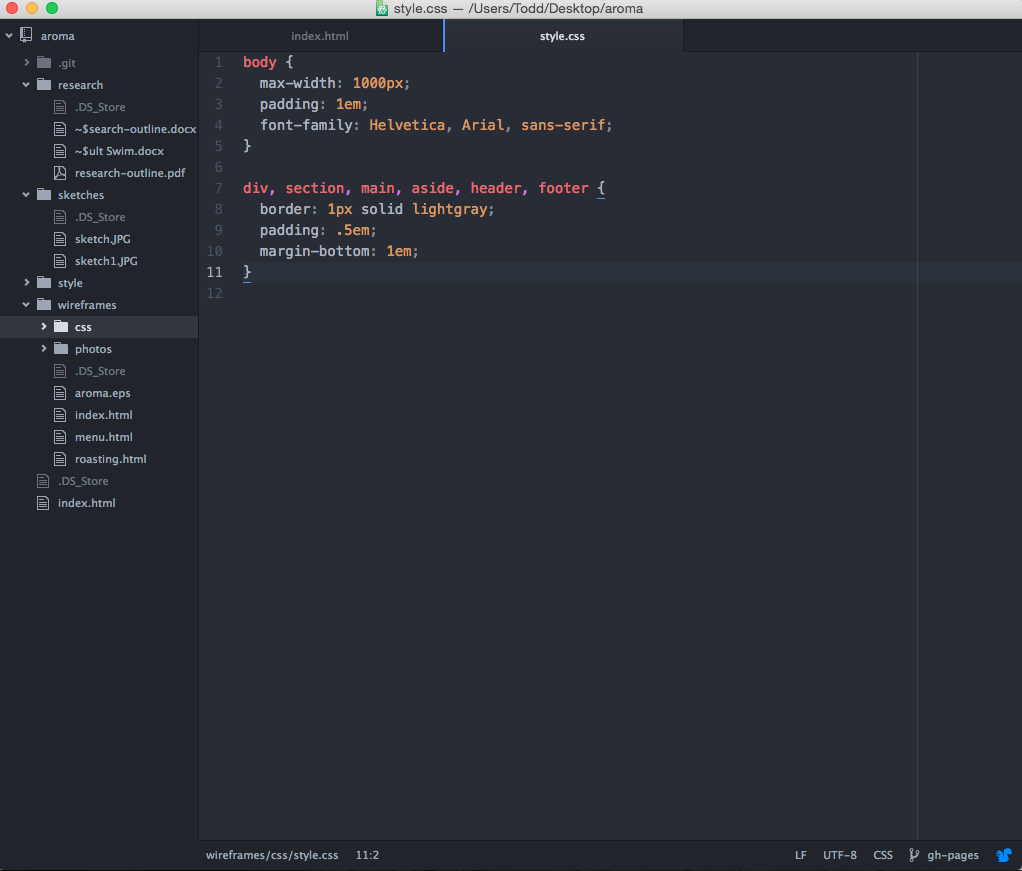 style.css — /Users/Todd/Desktop/aroma
aroma
.git
research
.DS_Store
~$search-outline.docx
~$ult Swim.docx
research-outline.pdf
sketches
.DS_Store
sketch.JPG
sketch1.JPG
style
wireframes
css
photos
.DS_Store
aroma.eps
index.html
menu.html
roasting.html
.DS_Store
index.html
index.html style.css
1 body {
2 max-width: 1000px;
3 padding: 1em;
4 font-family: Helvetica, Arial, sans-serif;
5 }
6
7 div, section, main, aside, header, footer {
8 border: 1px solid lightgray;
9 padding: .5em;
10 margin-bottom: 1em;
11 }
12
wireframes/css/style.css 11:2 LF UTF-8 CSS gh-pages